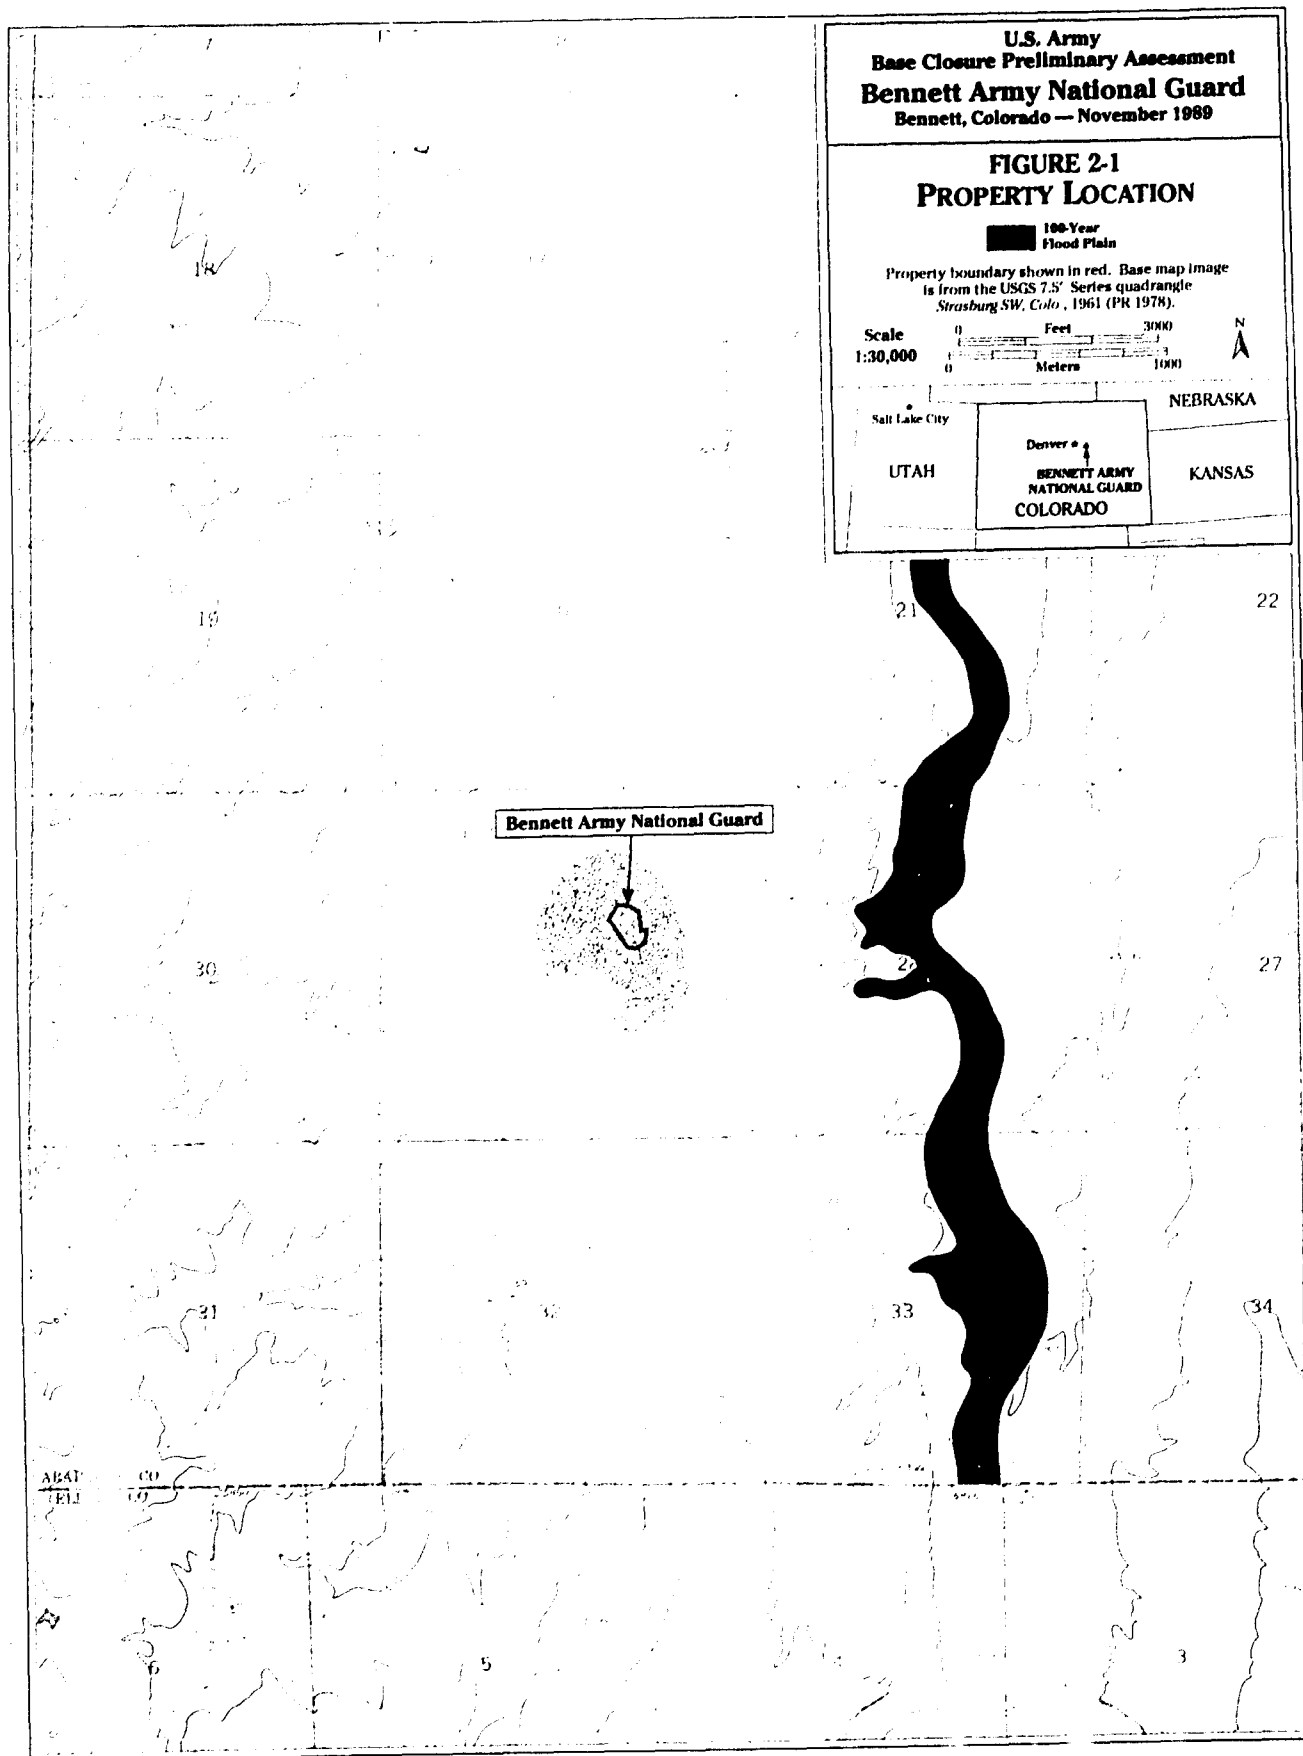 U.S. Army
Base Closure Preliminary Assessment
Bennett Army National Guard
Bennett, Colorado — November 1989
FIGURE 2-1
PROPERTY LOCATION
100-Year
Flood Plain
Property boundary shown in red. Base map image
is from the USGS 7.5' Series quadrangle
Strasburg SW, Colo., 1961 (PR 1978).
Scale
1:30,000
0 Feet 3000
0 Meters 1000
N
NEBRASKA
Salt Lake City
Denver
UTAH
BENNETT ARMY
NATIONAL GUARD
KANSAS
COLORADO
18
19
21
22
Bennett Army National Guard
30
27
31
32
33
34
CO
6
5
3